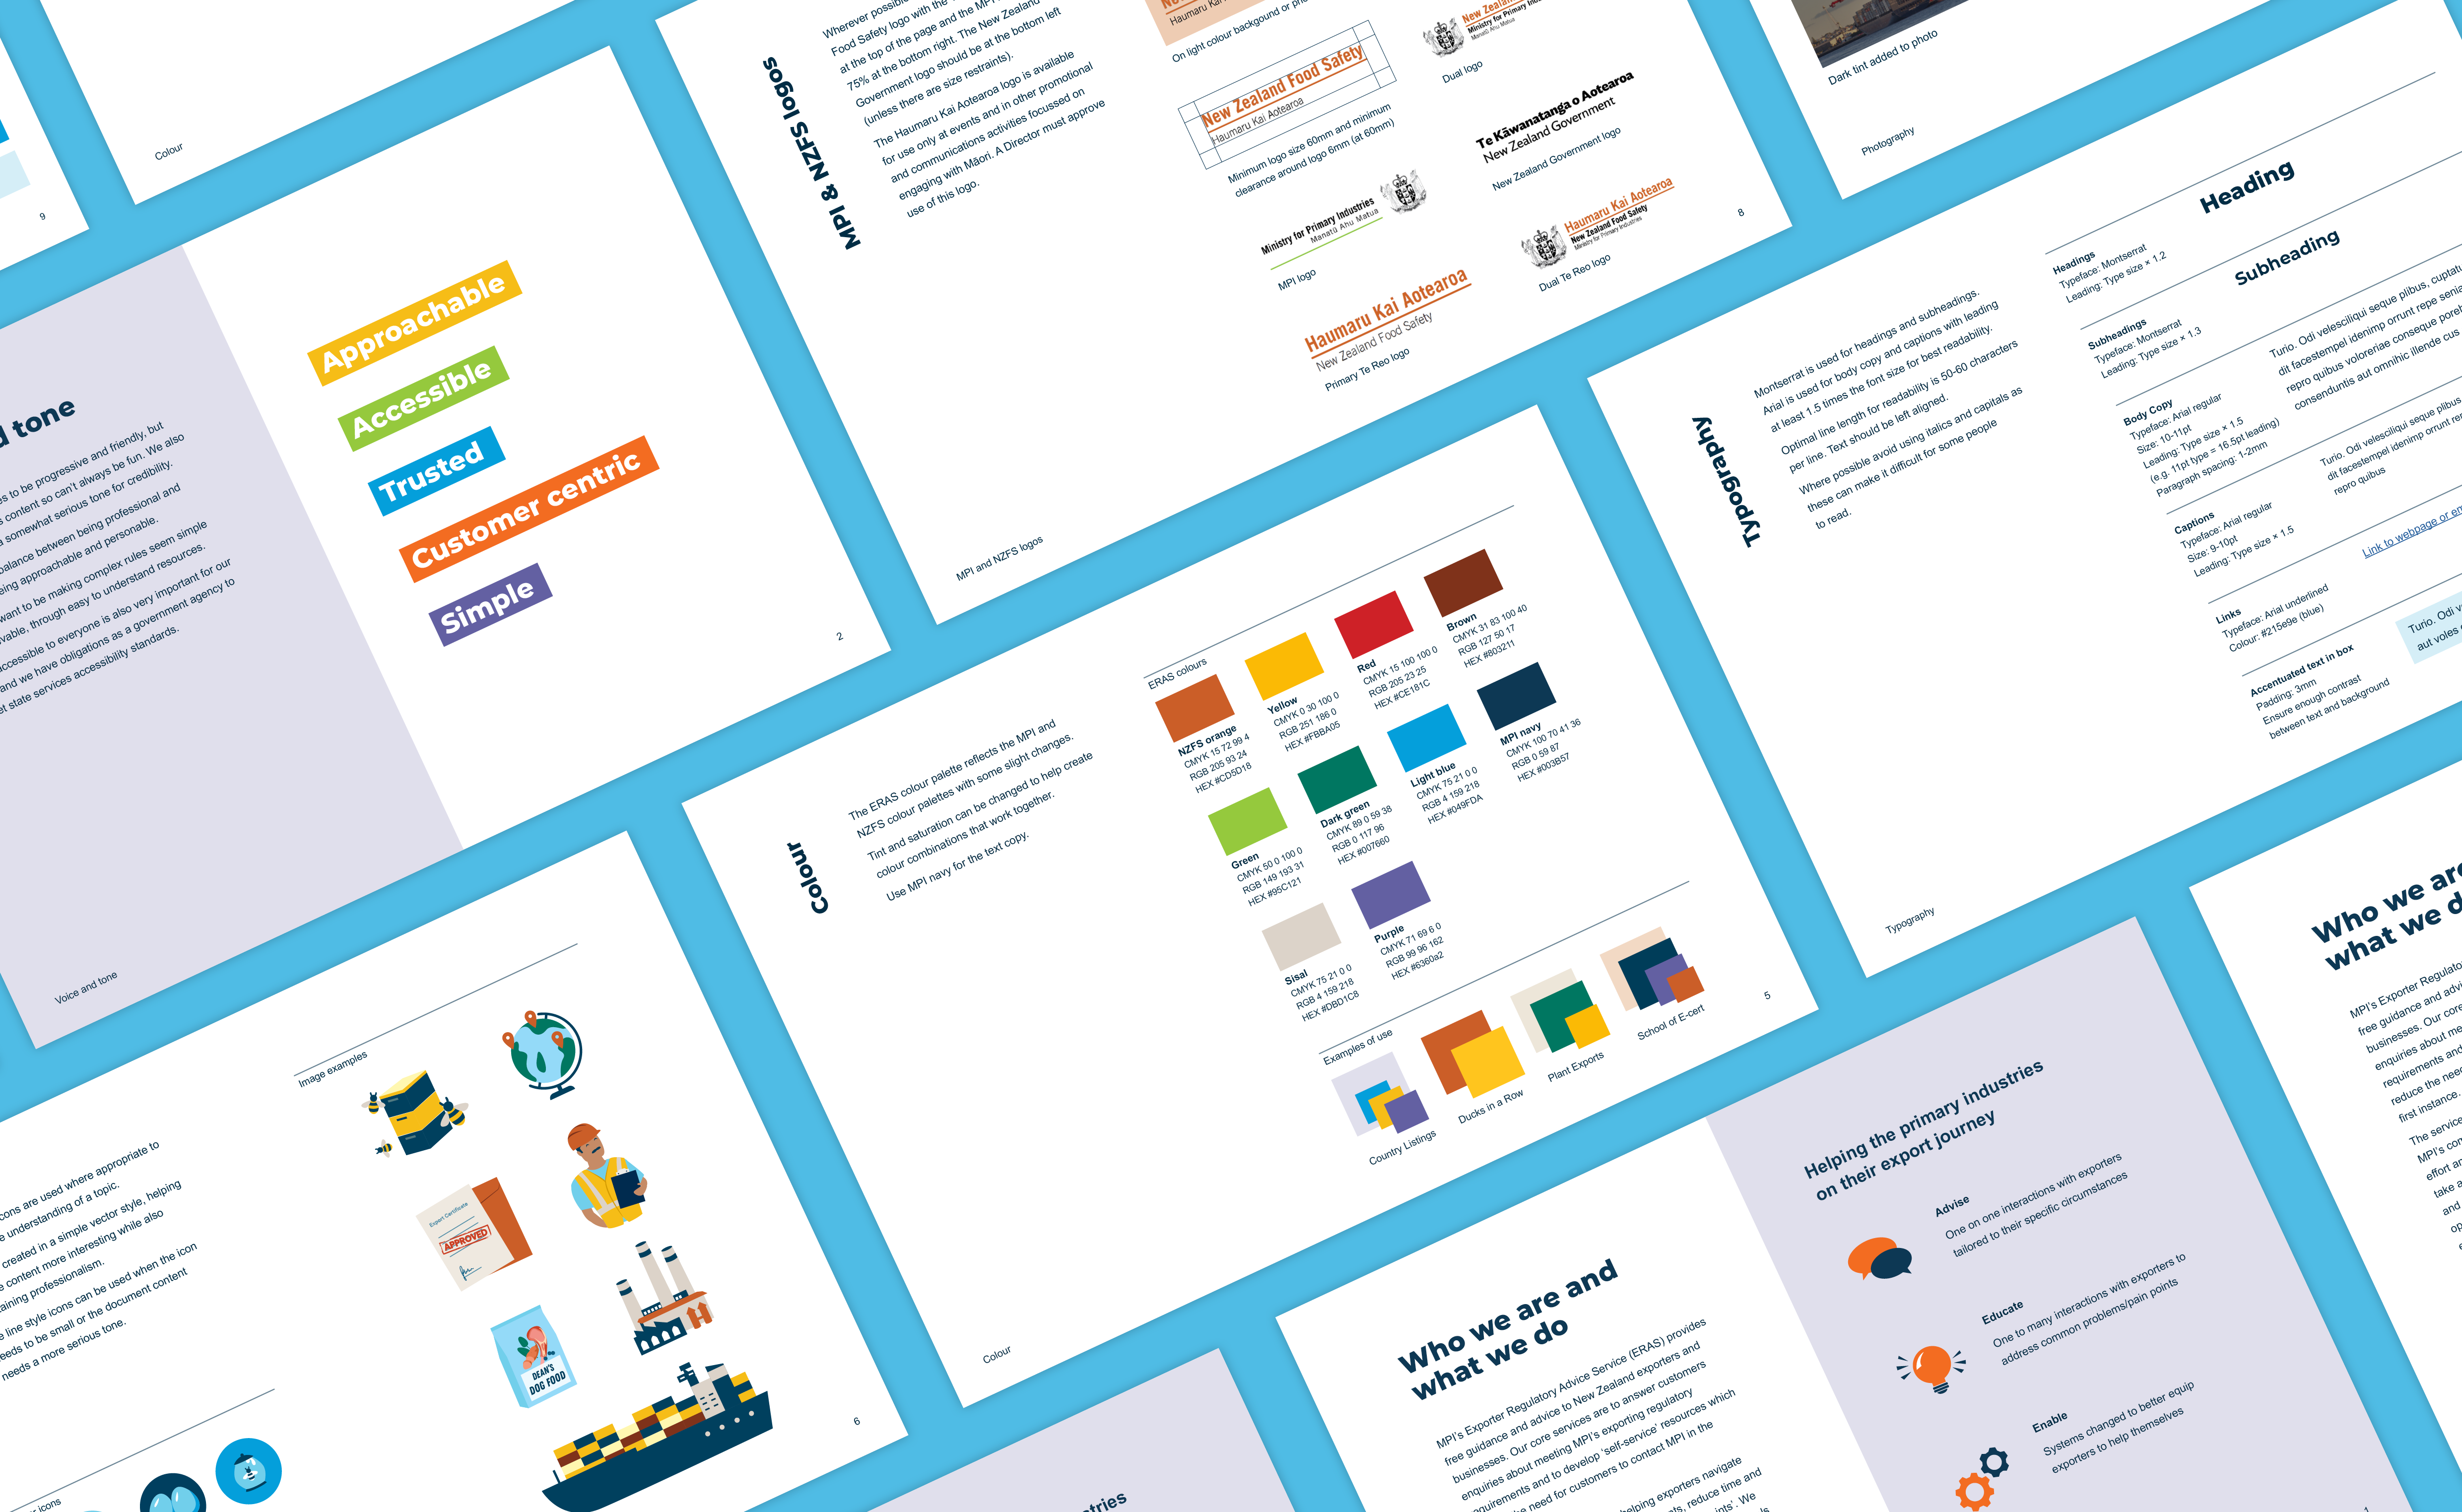 9
Colour
d tone
es to be progressive and friendly, but
s content so can't always be fun. We also
a somewhat serious tone for credibility.
balance between being professional and
eing approachable and personable.
want to be making complex rules seem simple
vable, through easy to understand resources.
accessible to everyone is also very important for our
and we have obligations as a government agency to
et state services accessibility standards.
Approachable
Accessible
Trusted
Customer centric
Simple
Voice and tone
2
MPI & NZFS logos
Wherever possible
Food Safety logo with the
at the top of the page and the MPI
75% at the bottom right. The New Zealand
Government logo should be at the bottom left
(unless there are size restraints).
The Haumaru Kai Aotearoa logo is available
for use only at events and in other promotional
and communications activities focussed on
engaging with Māori. A Director must approve
use of this logo.
Haumaru Kai
On light colour background or
New Zealand Food Safety
Haumaru Kai Aotearoa
Minimum logo size 60mm and minimum
clearance around logo 6mm (at 60mm)
New Zealand
Ministry for Primary
Manatū Ahu Matua
Dual logo
Te Kāwanatanga o Aotearoa
New Zealand Government
New Zealand Government logo
Ministry for Primary Industries
Manatū Ahu Matua
MPI logo
Haumaru Kai Aotearoa
New Zealand Food Safety
Ministry for Primary Industries
Dual Te Reo logo
Haumaru Kai Aotearoa
New Zealand Food Safety
Primary Te Reo logo
MPI and NZFS logos
8
Dark tint added to photo
Photography
Typography
Montserrat is used for headings and subheadings.
Arial is used for body copy and captions with leading
at least 1.5 times the font size for best readability.
Optimal line length for readability is 50-60 characters
per line. Text should be left aligned.
Where possible avoid using italics and capitals as
these can make it difficult for some people
to read.
Headings
Typeface: Montserrat
Leading: Type size × 1.2
Heading
Subheadings
Typeface: Montserrat
Leading: Type size × 1.3
Subheading
Body Copy
Typeface: Arial regular
Size: 10-11pt
Leading: Type size × 1.5
(e.g. 11pt type = 16.5pt leading)
Paragraph spacing: 1-2mm
Turio. Odi velesciliqui seque plibus, cuptatu
dit facestempel idenimp orrunt repe senia
repro quibus voloreriae conseque poreh
consenduntis aut omnihic illende cus
Captions
Typeface: Arial regular
Size: 9-10pt
Leading: Type size × 1.5
Turio. Odi velesciliqui seque plibus
dit facestempel idenimp orrunt re
repro quibus
Links
Typeface: Arial underlined
Colour: #215e9e (blue)
Link to webpage or em
Accentuated text in box
Padding: 3mm
Ensure enough contrast
between text and background
Turio. Odi v
aut voles
Typography
Colour
The ERAS colour palette reflects the MPI and
NZFS colour palettes with some slight changes.
Tint and saturation can be changed to help create
colour combinations that work together.
Use MPI navy for the text copy.
ERAS colours
NZFS orange
CMYK 15 72 99 4
RGB 205 93 24
HEX #CD5D18
Yellow
CMYK 0 30 100 0
RGB 251 186 0
HEX #FBBA05
Red
CMYK 15 100 100 0
RGB 205 23 25
HEX #CE181C
Brown
CMYK 31 83 100 40
RGB 127 50 17
HEX #803211
Green
CMYK 50 0 100 0
RGB 149 193 31
HEX #95C121
Dark green
CMYK 89 0 59 38
RGB 0 117 96
HEX #007660
Light blue
CMYK 75 21 0 0
RGB 4 159 218
HEX #049FDA
MPI navy
CMYK 100 70 41 36
RGB 0 59 87
HEX #003B57
Sisal
CMYK 75 21 0 0
RGB 4 159 218
HEX #DBD1C8
Purple
CMYK 71 69 6 0
RGB 99 96 162
HEX #6360a2
Examples of use
Country Listings
Ducks in a Row
Plant Exports
School of E-cert
Colour
5
cons are used where appropriate to
e understanding of a topic.
created in a simple vector style, helping
e content more interesting while also
taining professionalism.
e line style icons can be used when the icon
eeds to be small or the document content
needs a more serious tone.
icons
Image examples
Export Certificate
APPROVED
DEAN'S
DOG FOOD
6
tries
Who we are and
what we do
MPI's Exporter Regulatory Advice Service (ERAS) provides
free guidance and advice to New Zealand exporters and
businesses. Our core services are to answer customers
enquiries about meeting MPI's exporting regulatory
requirements and to develop 'self-service' resources which
the need for customers to contact MPI in the
helping exporters navigate
ts, reduce time and
ints'. We
Helping the primary industries
on their export journey
Advise
One on one interactions with exporters
tailored to their specific circumstances
Educate
One to many interactions with exporters to
address common problems/pain points
Enable
Systems changed to better equip
exporters to help themselves
1
Who we are
what we d
MPI's Exporter Regulator
free guidance and advi
businesses. Our core
enquiries about me
requirements and
reduce the need
first instance.
The service
MPI's con
effort an
take a
and
op
e